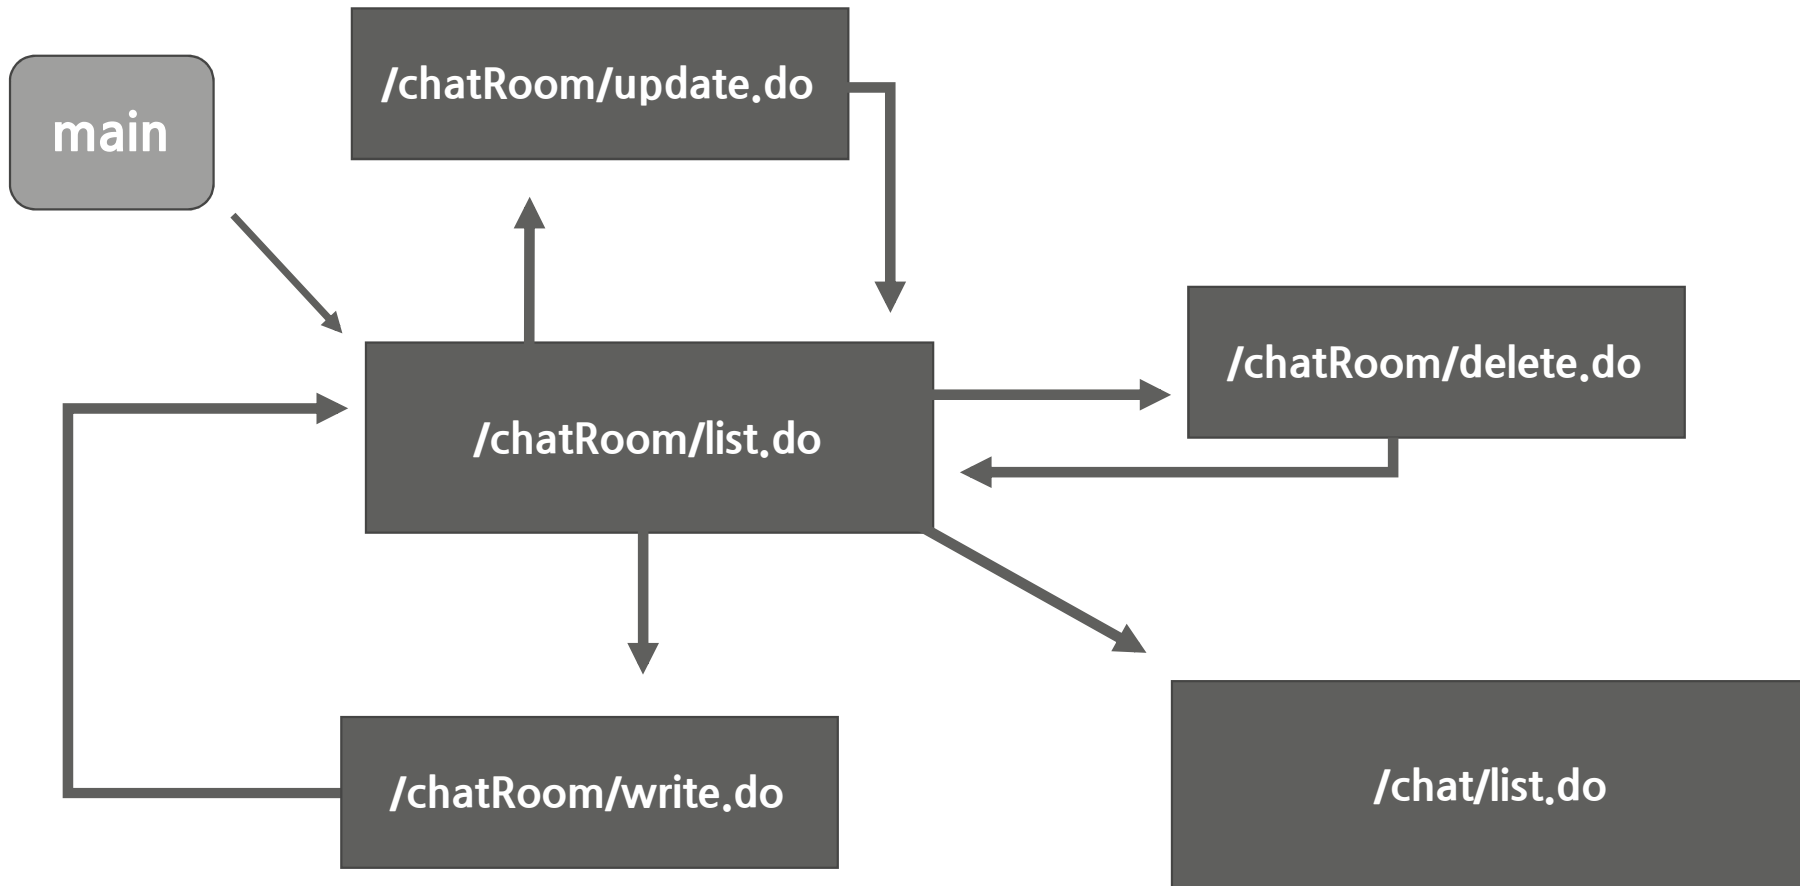 /chatRoom/update.do
main
/chatRoom/delete.do
/chatRoom/list.do
/chatRoom/write.do
/chat/list.do